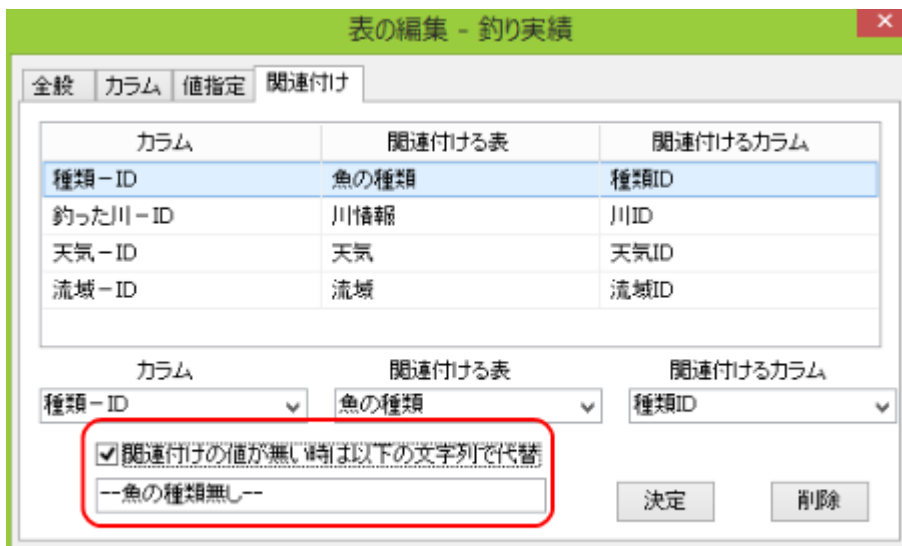 表の編集 - 釣り実績
全般 カラム 値指定 関連付け
カラム 関連付ける表 関連付けるカラム
種類-ID 魚の種類 種類ID
釣った川-ID 川情報 川ID
天気-ID 天気 天気ID
流域-ID 流域 流域ID
カラム 関連付ける表 関連付けるカラム
種類-ID 魚の種類 種類ID
関連付けの値が無い時は以下の文字列で代替
--魚の種類無し-- 決定 削除